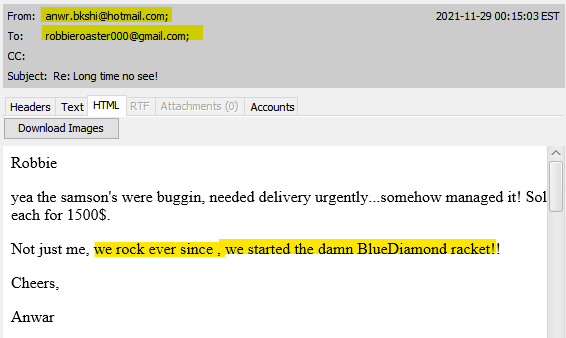 From: anwr.bkshi@hotmail.com; 2021-11-29 00:15:03 EST
To: robbieroaster000@gmail.com;
CC:
Subject: Re: Long time no see!
Headers Text HTML RTF Attachments (0) Accounts
Download Images
Robbie
yea the samson's were buggin, needed delivery urgently...somehow managed it! Sol
each for 1500$.
Not just me, we rock ever since , we started the damn BlueDiamond racket!!
Cheers,
Anwar